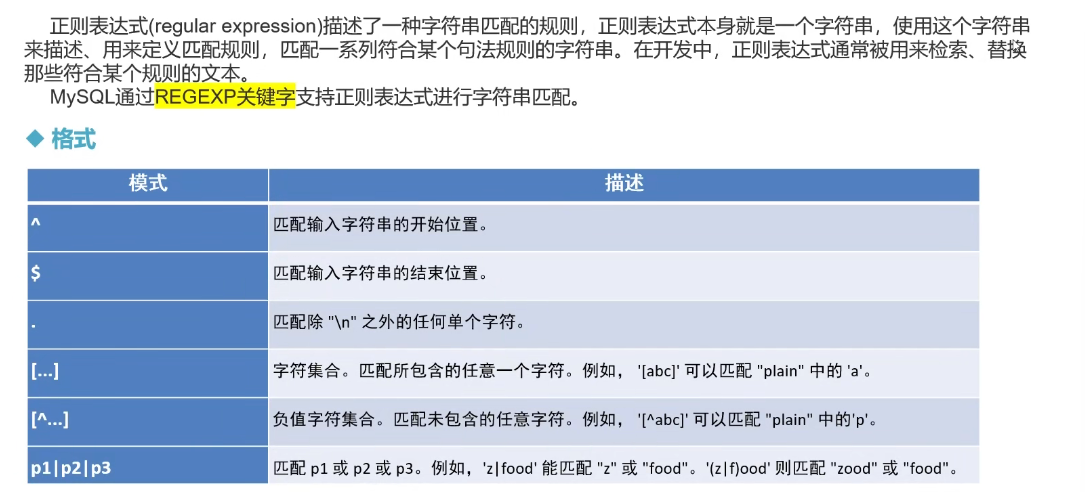 正则表达式(regular expression)描述了一种字符串匹配的规则，正则表达式本身就是一个字符串，使用这个字符串
来描述、用来定义匹配规则，匹配一系列符合某个句法规则的字符串。在开发中，正则表达式通常被用来检索、替换
那些符合某个规则的文本。
MySQL通过REGEXP关键字支持正则表达式进行字符串匹配。
◆ 格式
模式 描述
^ 匹配输入字符串的开始位置。
$ 匹配输入字符串的结束位置。
. 匹配除 "\n" 之外的任何单个字符。
[...] 字符集合。匹配所包含的任意一个字符。例如， '[abc]' 可以匹配 "plain" 中的 'a'。
[^...] 负值字符集合。匹配未包含的任意字符。例如， '[^abc]' 可以匹配 "plain" 中的'p'。
p1|p2|p3 匹配 p1 或 p2 或 p3。例如，'z|food' 能匹配 "z" 或 "food"。'(z|f)ood' 则匹配 "zood" 或 "food"。